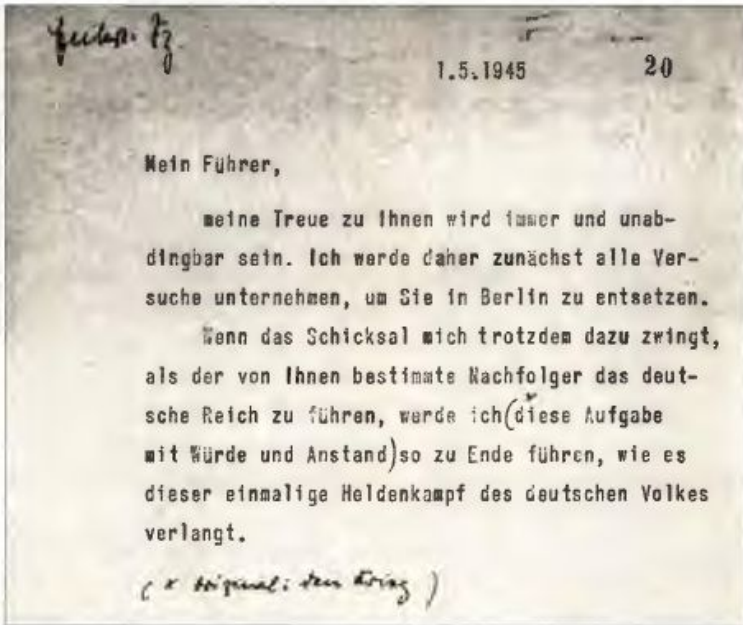 1.5.1945 20
Mein Führer,
meine Treue zu Ihnen wird immer und unab-
dingbar sein. Ich werde daher zunächst alle Ver-
suche unternehmen, um Sie in Berlin zu entsetzen.
Wenn das Schicksal mich trotzdem dazu zwingt,
als der von Ihnen bestimmte Nachfolger das deut-
sche Reich zu führen, werde ich (diese Aufgabe
mit Würde und Anstand) so zu Ende führen, wie es
dieser einmalige Heldenkampf des deutschen Volkes
verlangt.
(x Original: den Krieg)